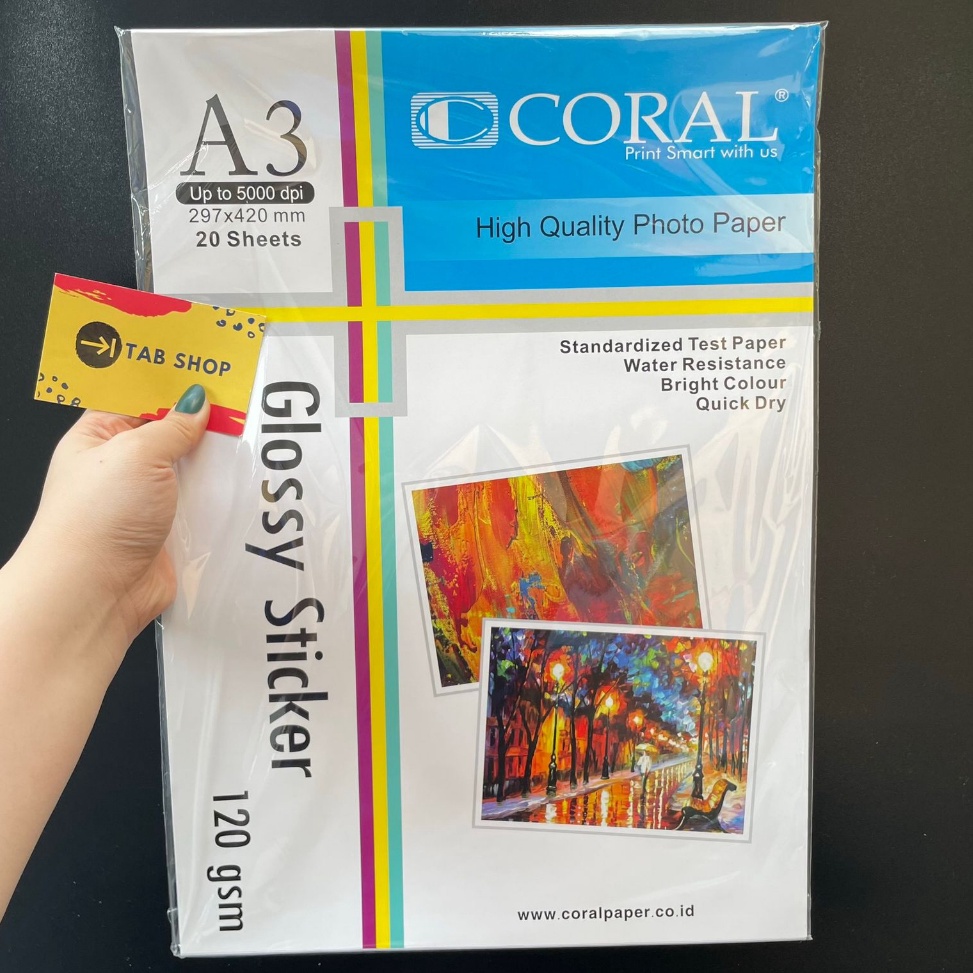 A3
Up to 5000 dpi
297x420 mm
20 Sheets
CORAL®
Print Smart with us
High Quality Photo Paper
TAB SHOP
Standardized Test Paper
Water Resistance
Bright Colour
Quick Dry
Glossy Sticker
120 gsm
www.coralpaper.co.id